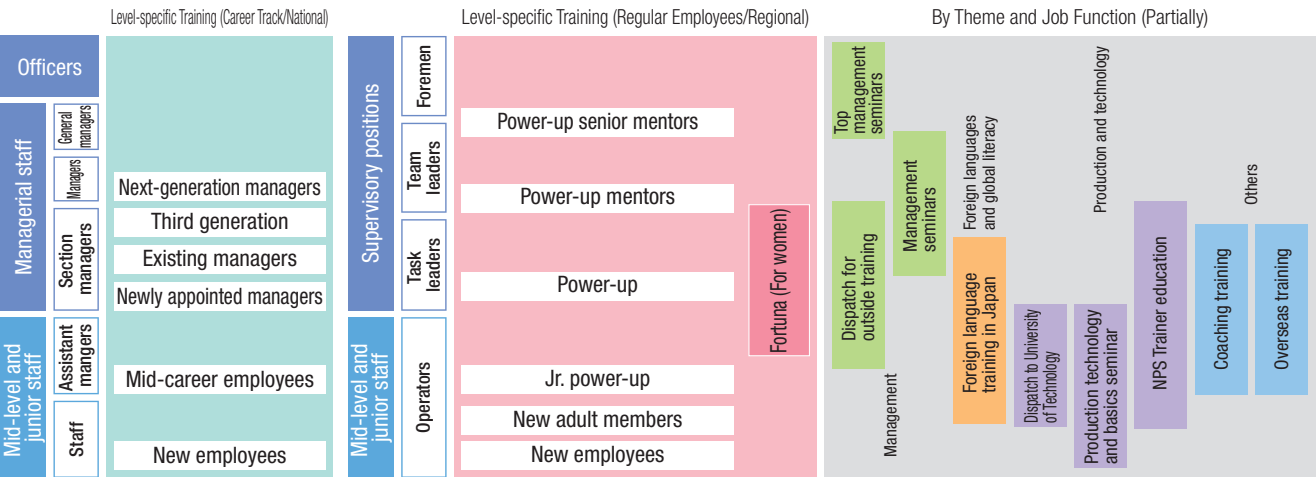 Level-specific Training (Career Track/National)
Officers
Managerial staff
General
managers
Managers
Section
managers
Mid-level and
junior staff
Assistant
mangers
Staff
Next-generation managers
Third generation
Existing managers
Newly appointed managers
Mid-career employees
New employees
Level-specific Training (Regular Employees/Regional)
Supervisory positions
Foremen
Team
leaders
Task
leaders
Mid-level and
junior staff
Operators
Power-up senior mentors
Power-up mentors
Power-up
Jr. power-up
New adult members
New employees
Fortuna (For women)
By Theme and Job Function (Partially)
Top
management
seminars
Dispatch for
outside training
Management
Management
seminars
Foreign languages
and global literacy
Foreign language
training in Japan
Dispatch to University
of Technology
Production and technology
Production technology
and basics seminar
NPS Trainer education
Others
Coaching training
Overseas training